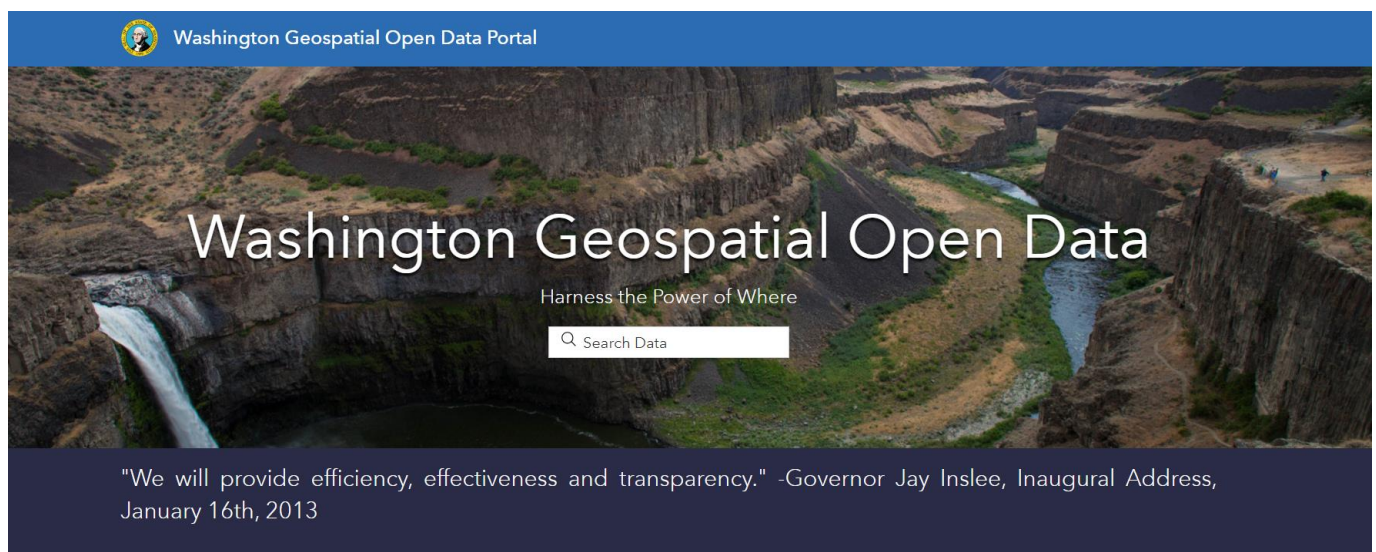 Washington Geospatial Open Data Portal
Washington Geospatial Open Data
Harness the Power of Where
Search Data
"We will provide efficiency, effectiveness and transparency." -Governor Jay Inslee, Inaugural Address,
January 16th, 2013